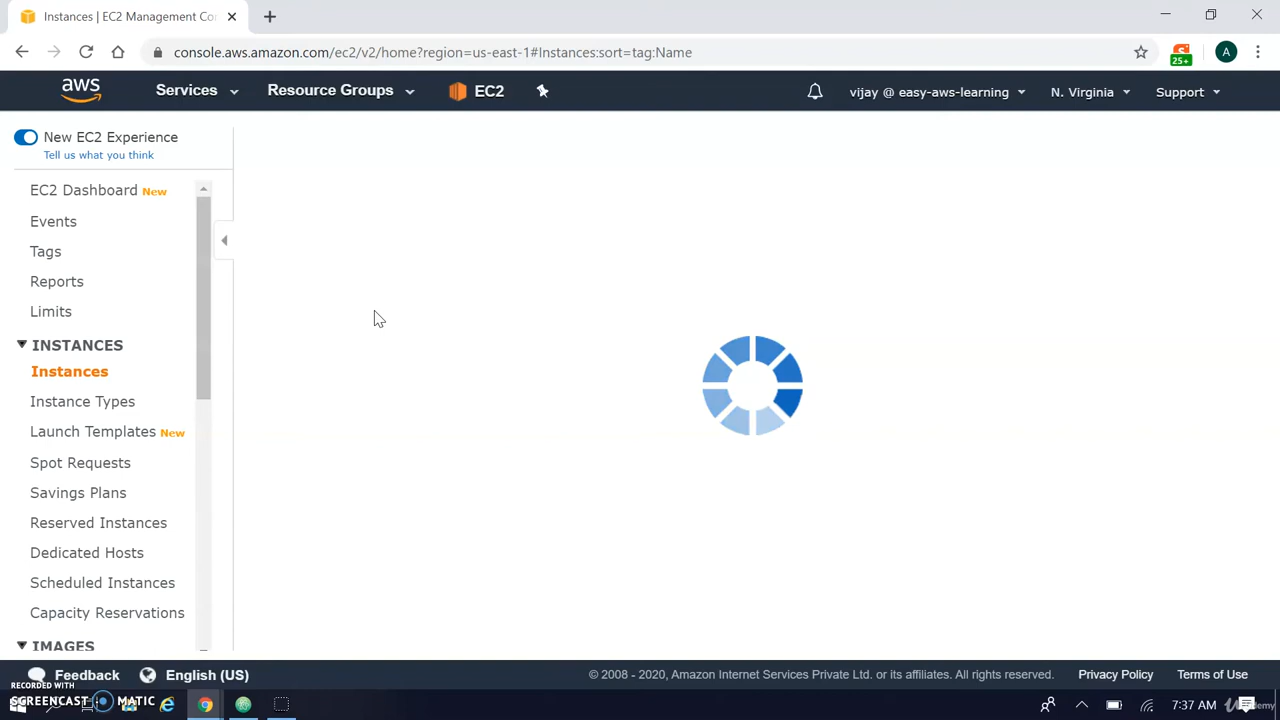 Instances | EC2 Management Con
console.aws.amazon.com/ec2/v2/home?region=us-east-1#Instances:sort=tag:Name
25+
A
aws
Services
Resource Groups
EC2
vijay @ easy-aws-learning
N. Virginia
Support
New EC2 Experience
Tell us what you think
EC2 Dashboard New
Events
Tags
Reports
Limits
INSTANCES
Instances
Instance Types
Launch Templates New
Spot Requests
Savings Plans
Reserved Instances
Dedicated Hosts
Scheduled Instances
Capacity Reservations
IMAGES
Feedback
English (US)
© 2008 - 2020, Amazon Internet Services Private Ltd. or its affiliates. All rights reserved.
Privacy Policy
Terms of Use
RECORDED WITH
SCREENCAST MATIC
7:37 AM